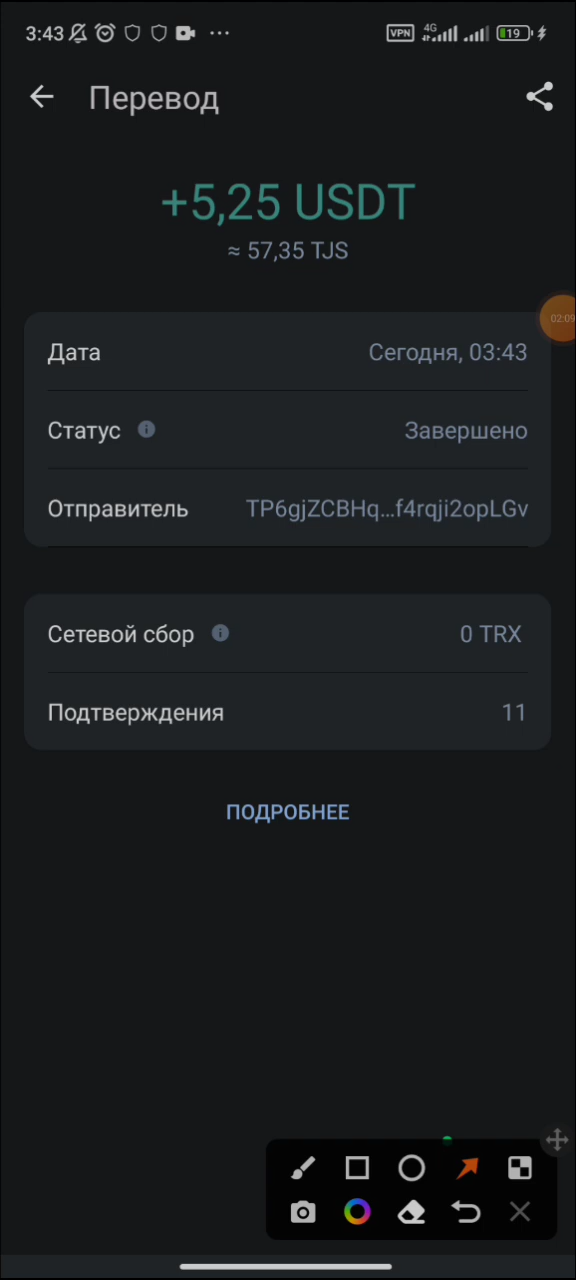 3:43 VPN 4G 19
Перевод
+5,25 USDT
≈ 57,35 TJS
02:09
Дата Сегодня, 03:43
Статус Завершено
Отправитель TP6gjZCBHq...f4rqji2opLGv
Сетевой сбор 0 TRX
Подтверждения 11
ПОДРОБНЕЕ